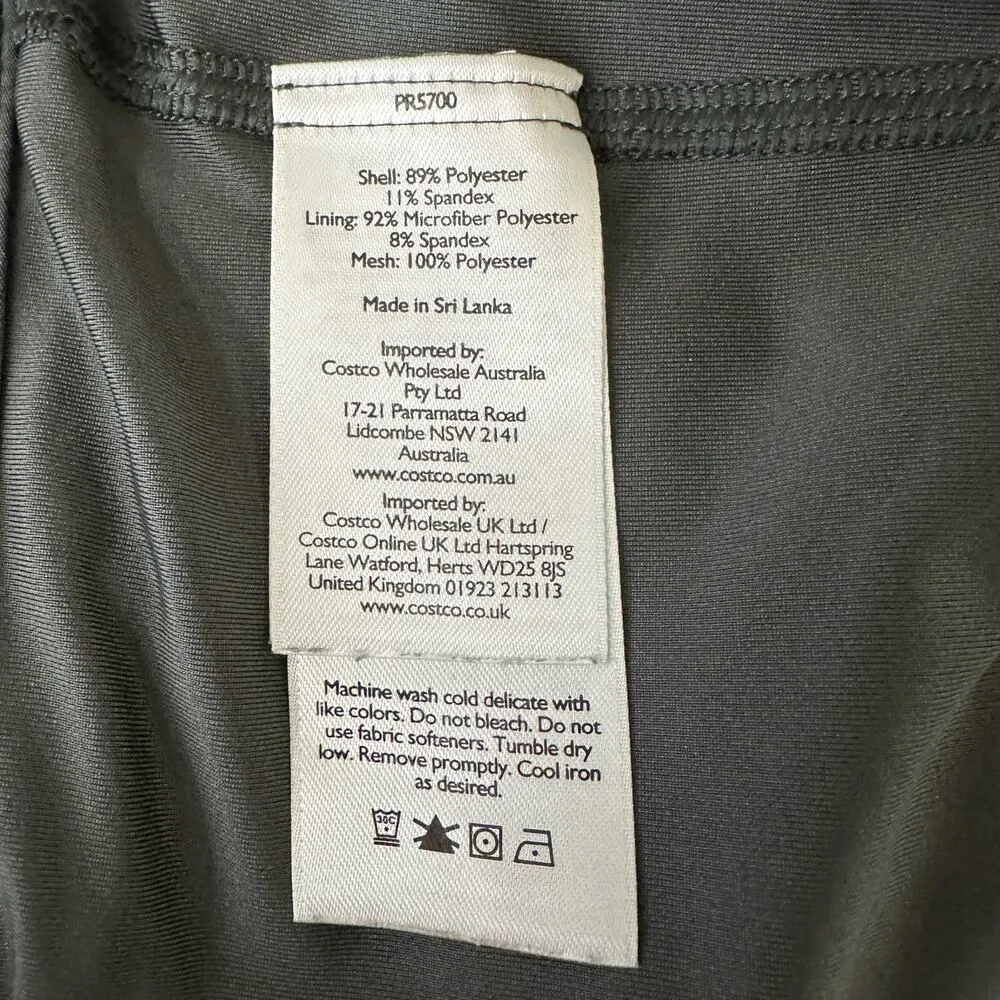 PR5700
Shell: 89% Polyester
11% Spandex
Lining: 92% Microfiber Polyester
8% Spandex
Mesh: 100% Polyester
Made in Sri Lanka
Imported by:
Costco Wholesale Australia
Pty Ltd
17-21 Parramatta Road
Lidcombe NSW 2141
Australia
www.costco.com.au
Imported by:
Costco Wholesale UK Ltd /
Costco Online UK Ltd Hartspring
Lane Watford, Herts WD25 8JS
United Kingdom 01923 213113
www.costco.co.uk
Machine wash cold delicate with
like colors. Do not bleach. Do not
use fabric softeners. Tumble dry
low. Remove promptly. Cool iron
as desired.
30C